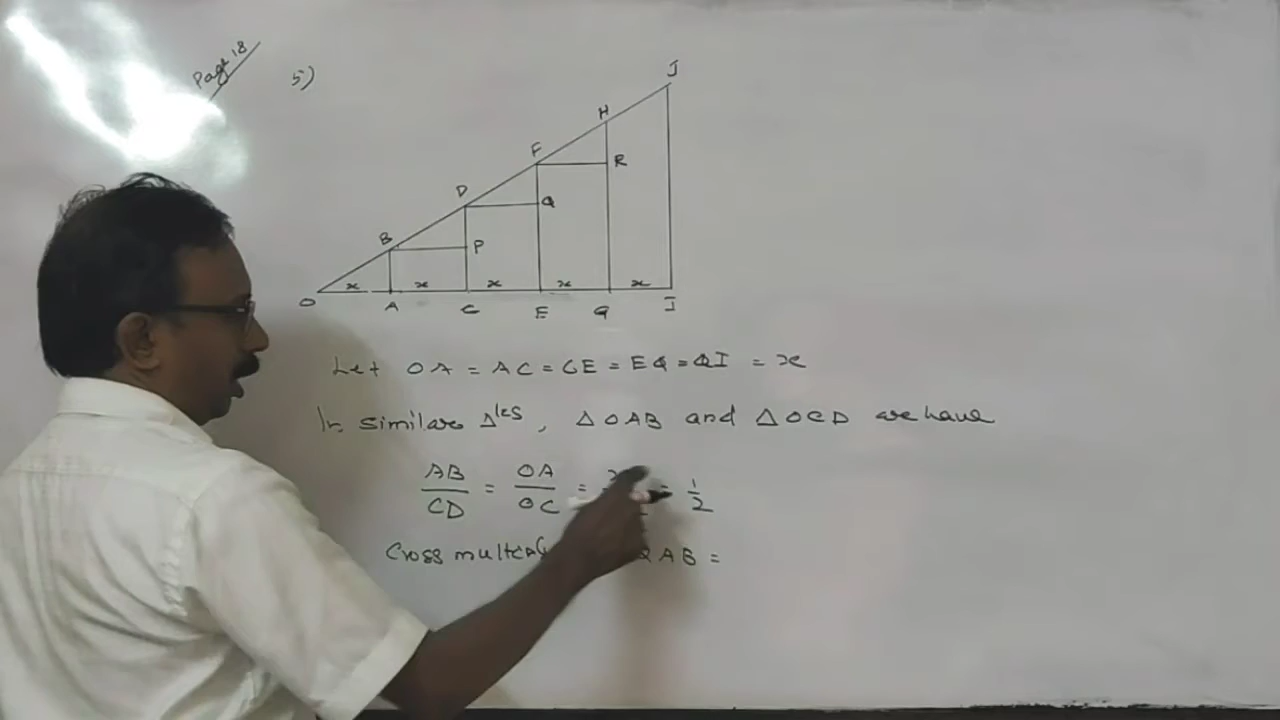 Page 18
5)
J
H
F
R
D
Q
B
P
x x x x x
O A C E G I
Let OA = AC = CE = EG = GI = x
In similar Δles, ΔOAB and ΔOCD we have
AB/CD = OA/OC = = 1/2
Cross AB =